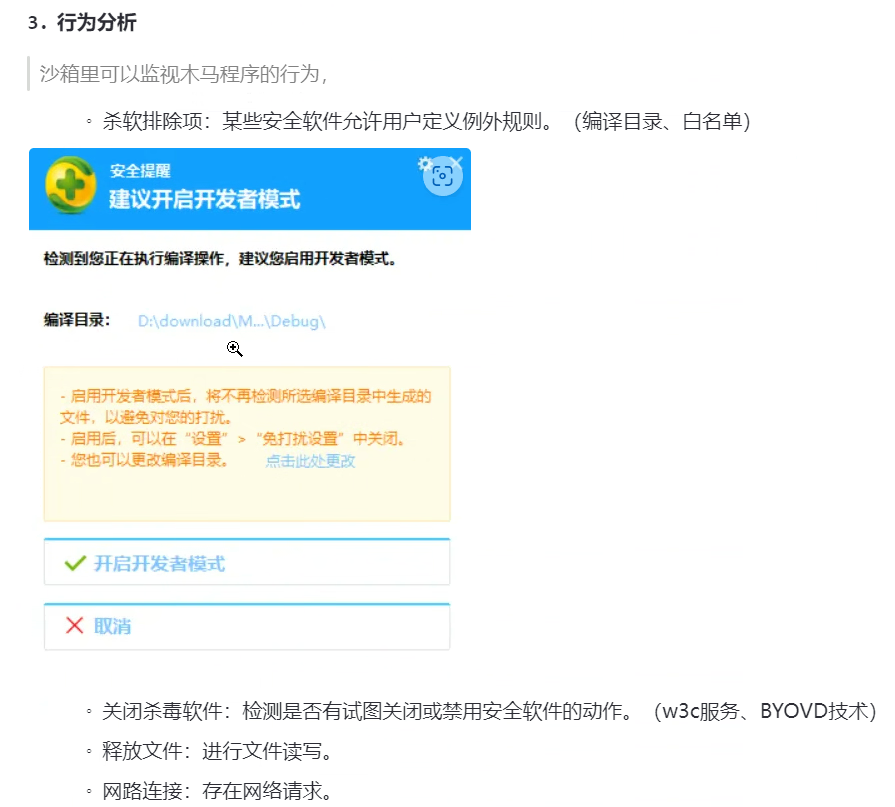 3. 行为分析
沙箱里可以监视木马程序的行为，
◦ 杀软排除项：某些安全软件允许用户定义例外规则。（编译目录、白名单）
安全提醒
建议开启开发者模式
检测到您正在执行编译操作，建议您启用开发者模式。
编译目录： D:\download\M...\Debug\
- 启用开发者模式后，将不再检测所选编译目录中生成的
文件，以避免对您的打扰。
- 启用后，可以在“设置” > “免打扰设置”中关闭。
- 您也可以更改编译目录。 点击此处更改
开启开发者模式
取消
◦ 关闭杀毒软件：检测是否有试图关闭或禁用安全软件的动作。（w3c服务、BYOVD技术）
◦ 释放文件：进行文件读写。
◦ 网路连接：存在网络请求。